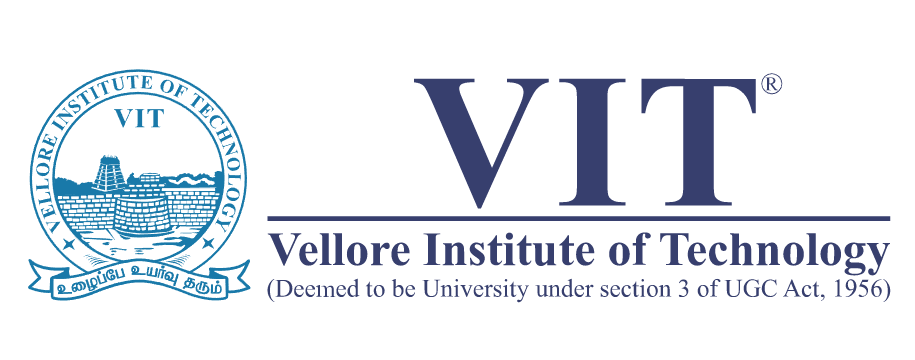 VELLORE INSTITUTE OF TECHNOLOGY
VIT
உழைப்பே உயர்வு தரும்
VIT®
Vellore Institute of Technology
(Deemed to be University under section 3 of UGC Act, 1956)